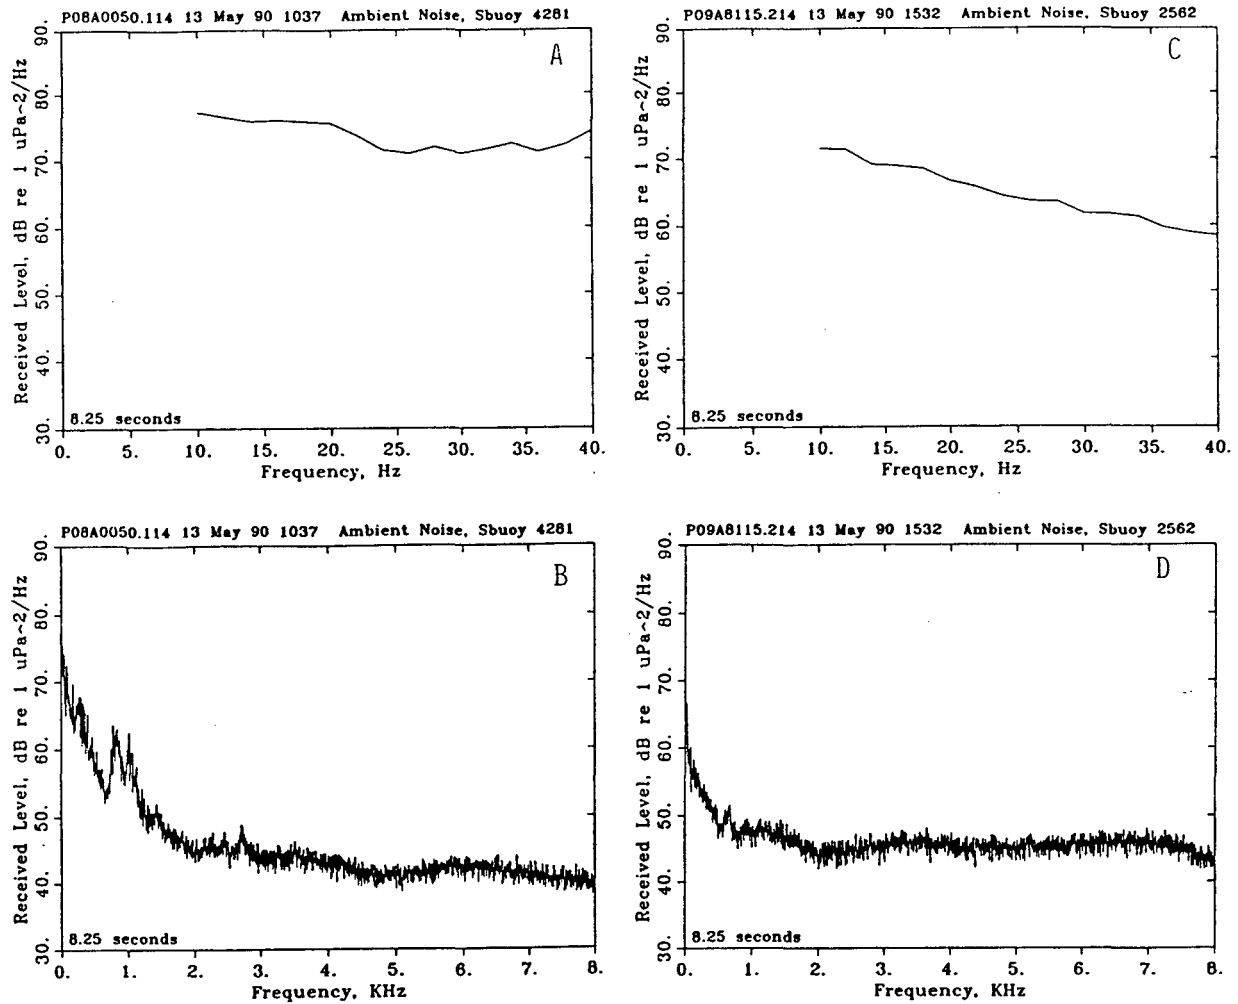 P08A0050.114 13 May 90 1037 Ambient Noise, Sbuoy 4281
A
Received Level, dB re 1 uPa~2/Hz
90.
80.
70.
60.
50.
40.
30.
8.25 seconds
0. 5. 10. 15. 20. 25. 30. 35. 40.
Frequency, Hz
P09A8115.214 13 May 90 1532 Ambient Noise, Sbuoy 2562
C
Received Level, dB re 1 uPa~2/Hz
90.
80.
70.
60.
50.
40.
30.
8.25 seconds
0. 5. 10. 15. 20. 25. 30. 35. 40.
Frequency, Hz
P08A0050.114 13 May 90 1037 Ambient Noise, Sbuoy 4281
B
Received Level, dB re 1 uPa~2/Hz
90.
80.
70.
60.
50.
40.
30.
8.25 seconds
0. 1. 2. 3. 4. 5. 6. 7. 8.
Frequency, KHz
P09A8115.214 13 May 90 1532 Ambient Noise, Sbuoy 2562
D
Received Level, dB re 1 uPa~2/Hz
90.
80.
70.
60.
50.
40.
30.
8.25 seconds
0. 1. 2. 3. 4. 5. 6. 7. 8.
Frequency, KHz